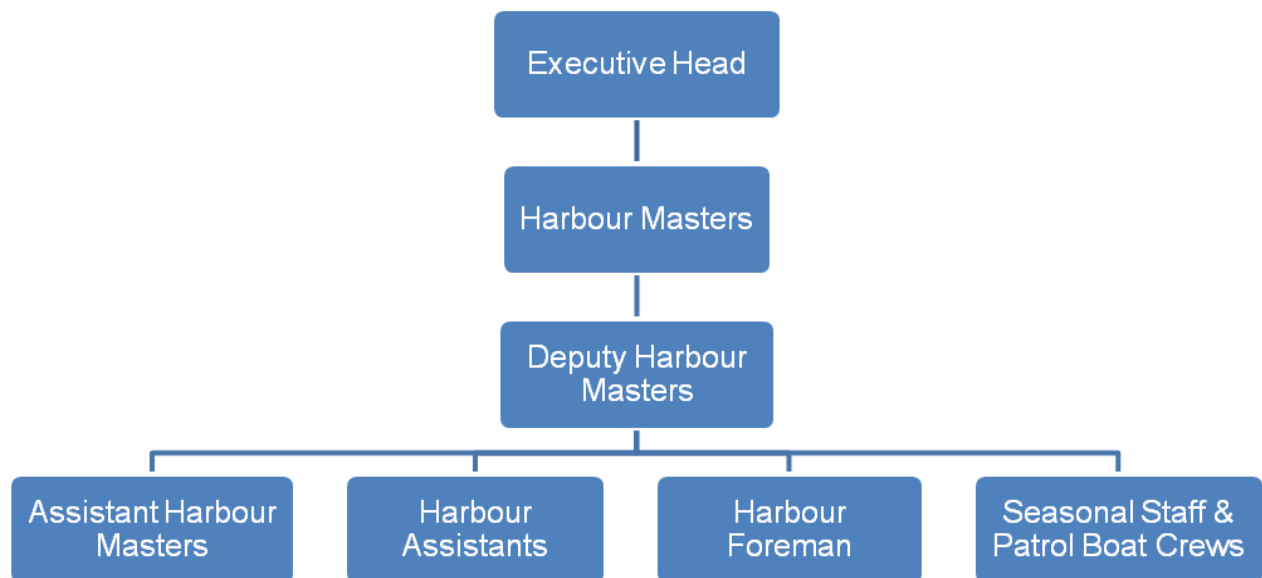 Executive Head
Harbour Masters
Deputy Harbour
Masters
Assistant Harbour
Masters
Harbour
Assistants
Harbour
Foreman
Seasonal Staff &
Patrol Boat Crews